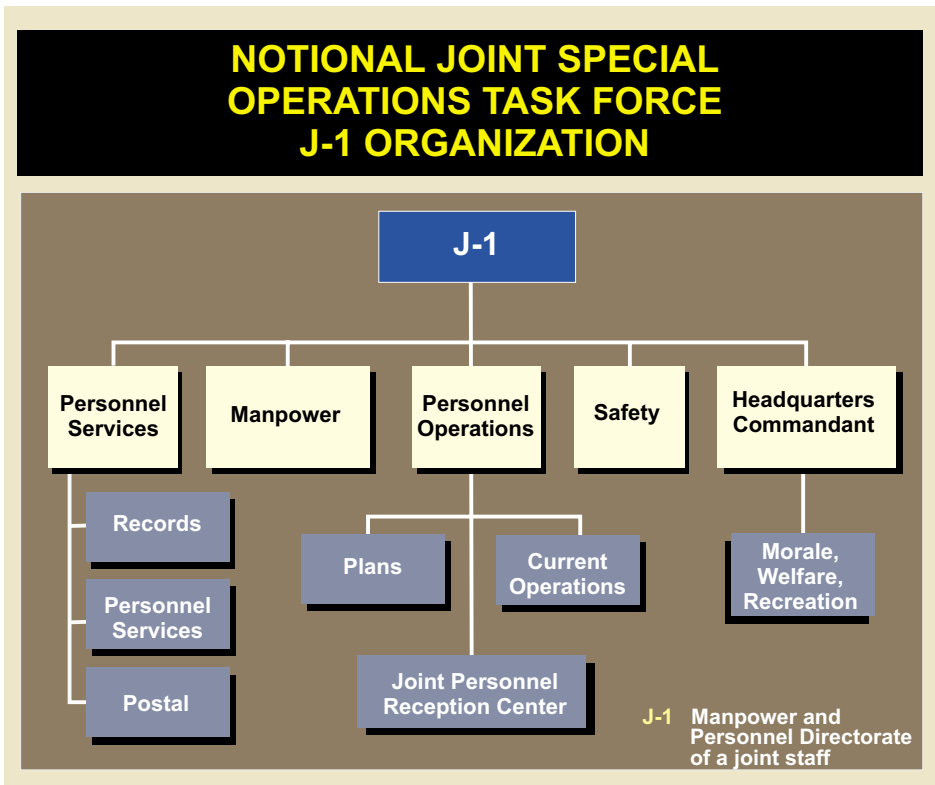 NOTIONAL JOINT SPECIAL
OPERATIONS TASK FORCE
J-1 ORGANIZATION
J-1
Personnel
Services
Manpower
Personnel
Operations
Safety
Headquarters
Commandant
Records
Personnel
Services
Postal
Plans
Current
Operations
Joint Personnel
Reception Center
Morale,
Welfare,
Recreation
J-1 Manpower and
Personnel Directorate
of a joint staff